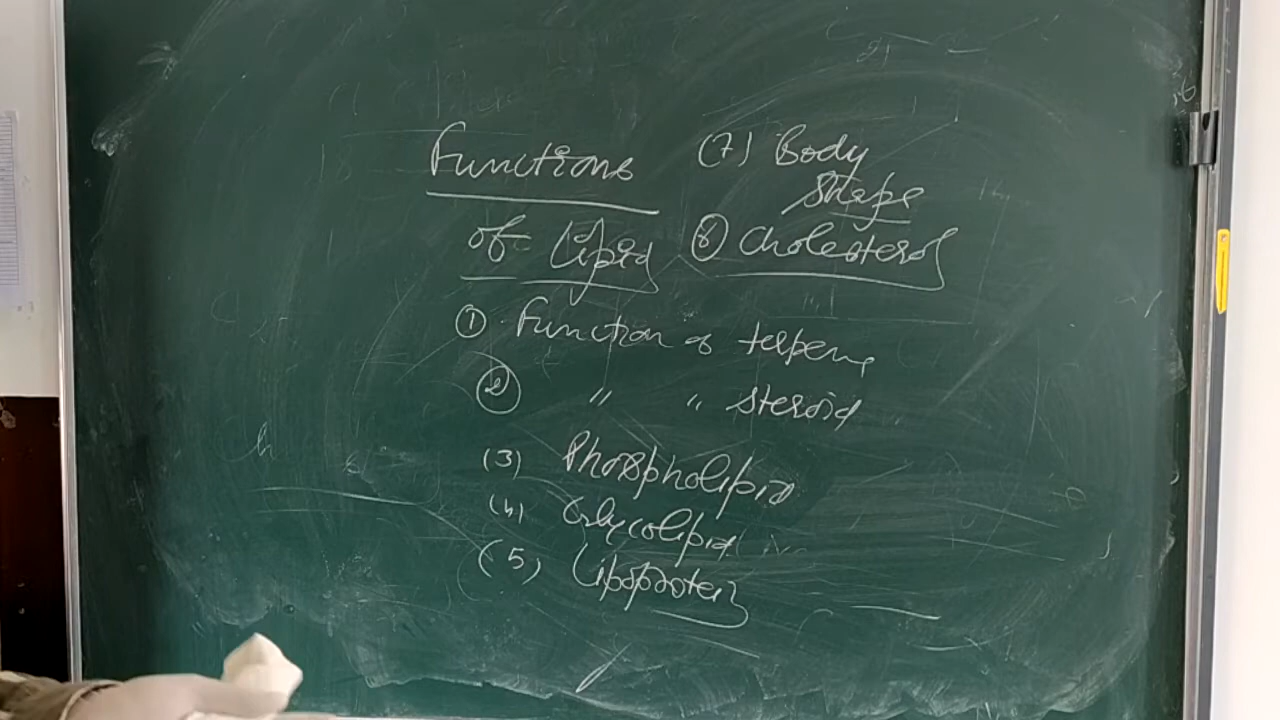 Functions
of Lipid
① Function of terpene
② " " steroid
(3) Phospholipid
(4) Glycolipid
(5) Lipoprotein
(7) Body
Shape
⑧ Cholesterol